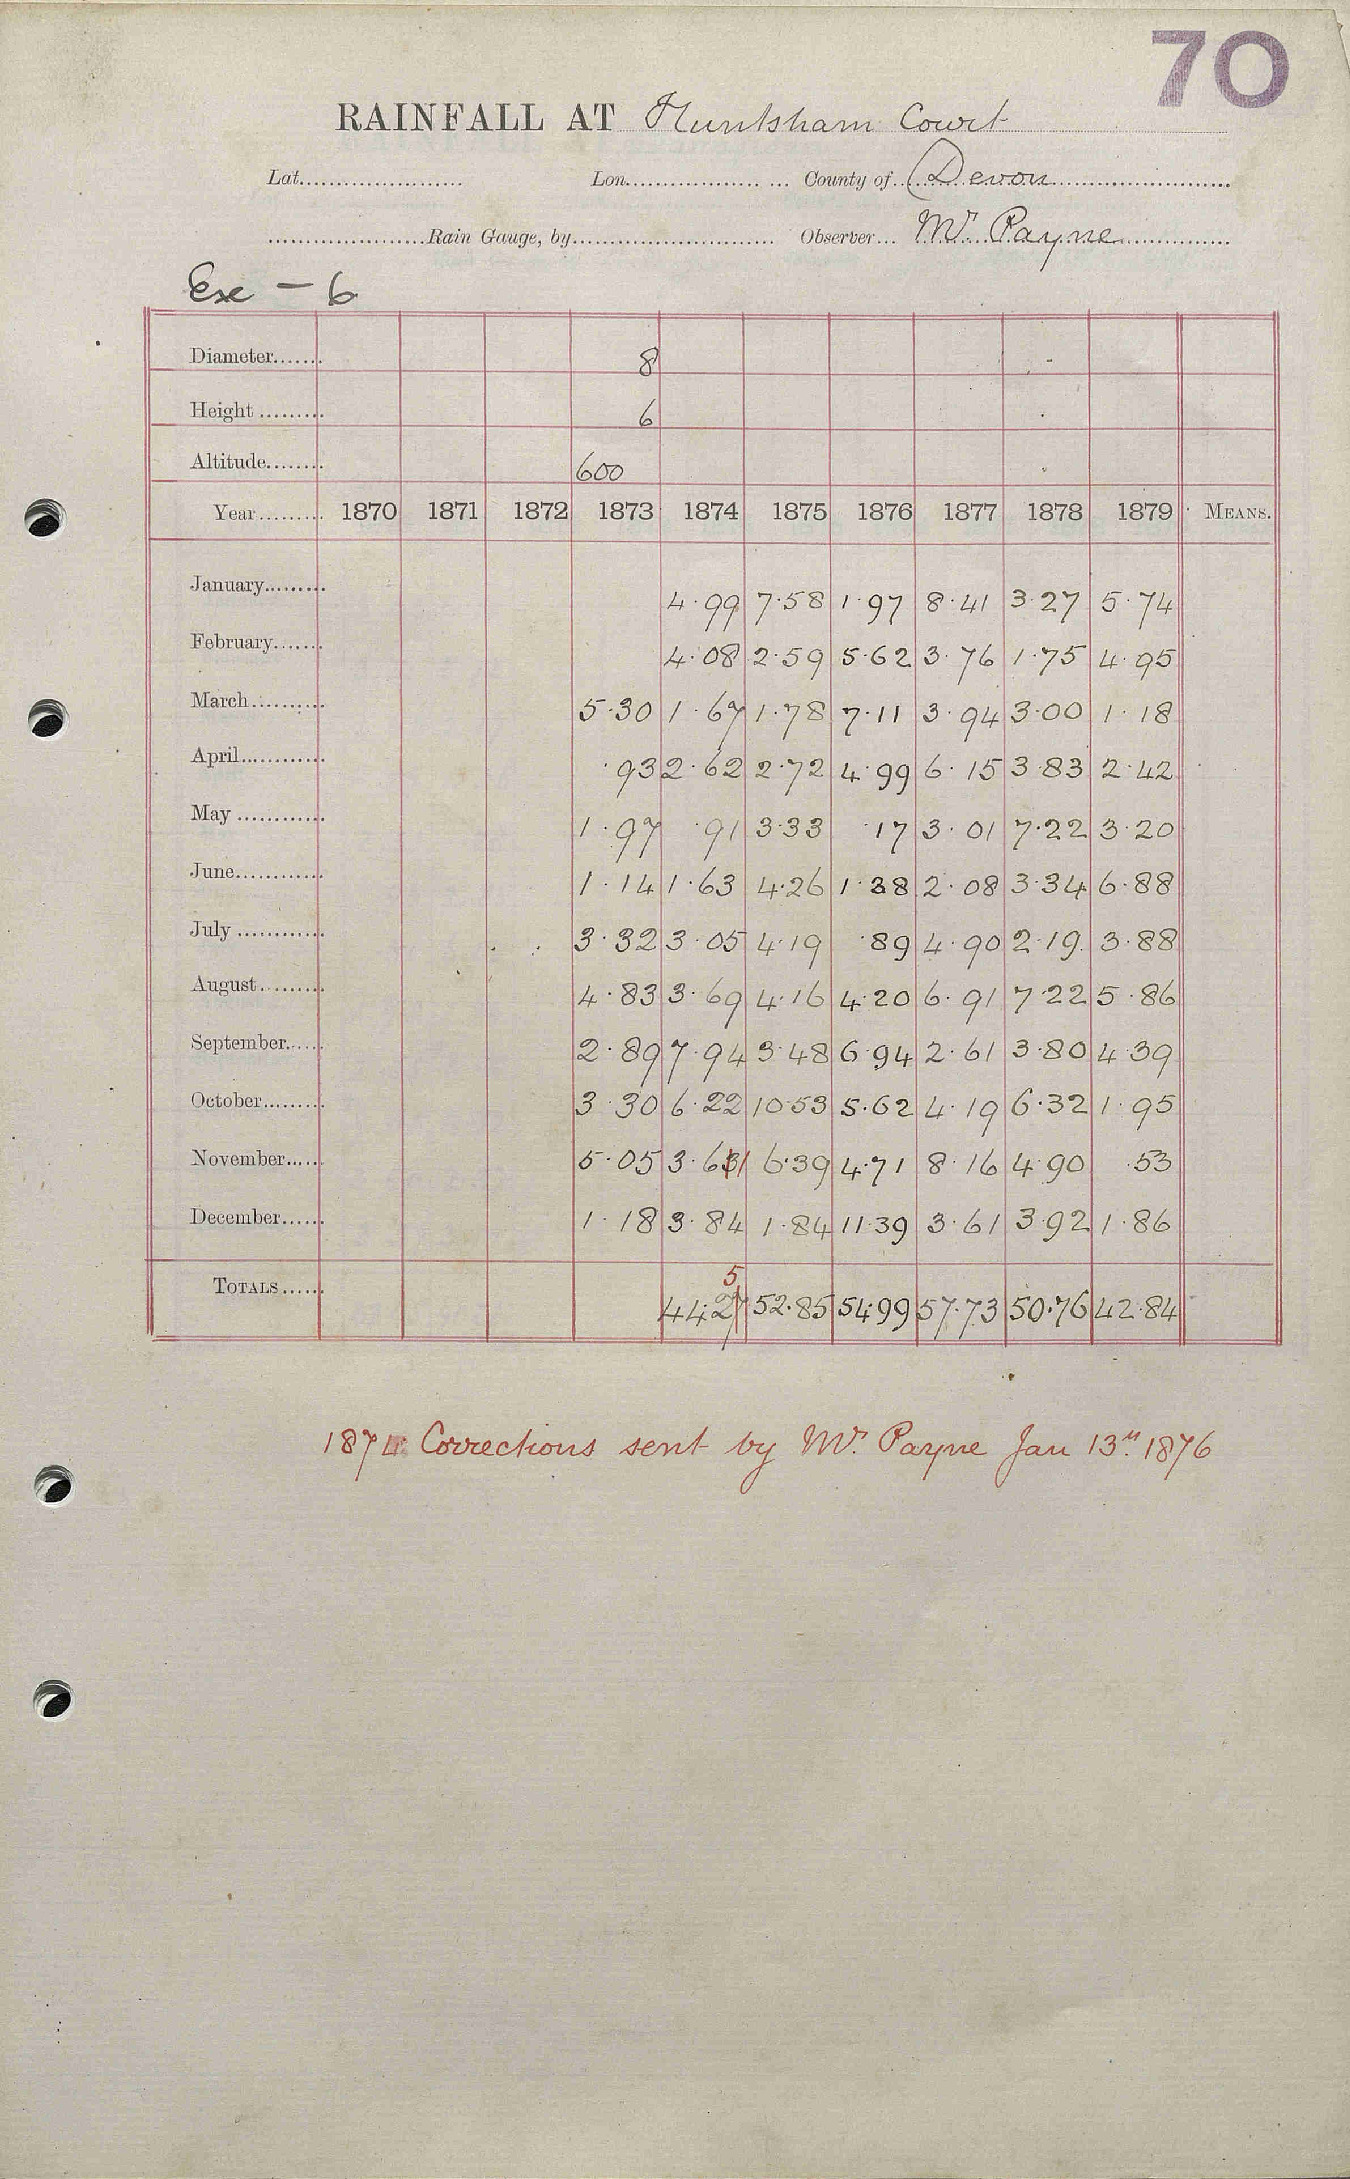 70
RAINFALL AT Huntsham Court
Lat. Lon. County of Devon
Rain Gauge, by Observer Mr Payne
Exe - 6
Diameter 8
Height 6
Altitude 600
Year 1870 1871 1872 1873 1874 1875 1876 1877 1878 1879 MEANS.
January 4.99 7.58 1.97 8.41 3.27 5.74
February 4.08 2.59 5.62 3.76 1.75 4.95
March 5.30 1.67 1.78 7.11 3.94 3.00 1.18
April .93 2.62 2.72 4.99 6.15 3.83 2.42
May 1.97 .91 3.33 .17 3.01 7.22 3.20
June 1.14 1.63 4.26 1.38 2.08 3.34 6.88
July 3.32 3.05 4.19 .89 4.90 2.19 3.88
August 4.83 3.69 4.16 4.20 6.91 7.22 5.86
September 2.89 7.94 3.48 6.94 2.61 3.80 4.39
October 3.30 6.22 10.53 5.62 4.19 6.32 1.95
November 5.05 3.631 6.39 4.71 8.16 4.90 .53
December 1.18 3.84 1.84 11.39 3.61 3.92 1.86
5
TOTALS 44.27 52.85 54.99 57.73 50.76 42.84
1874 Corrections sent by Mr. Payne Jan 13th 1876